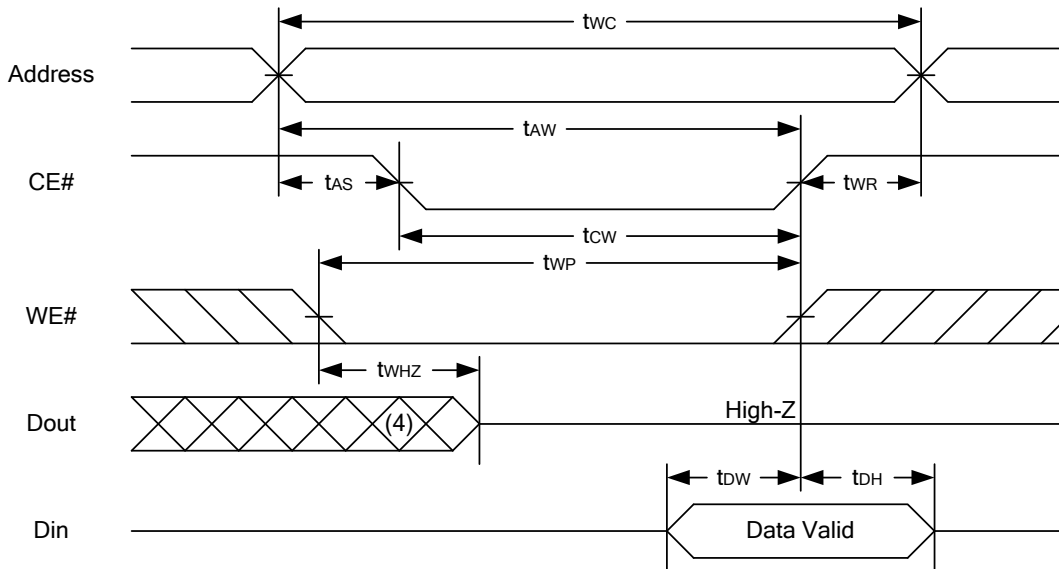 tWC
Address
tAW
CE#
tAS
tWR
tCW
tWP
WE#
tWHZ
Dout
(4)
High-Z
tDW
tDH
Din
Data Valid